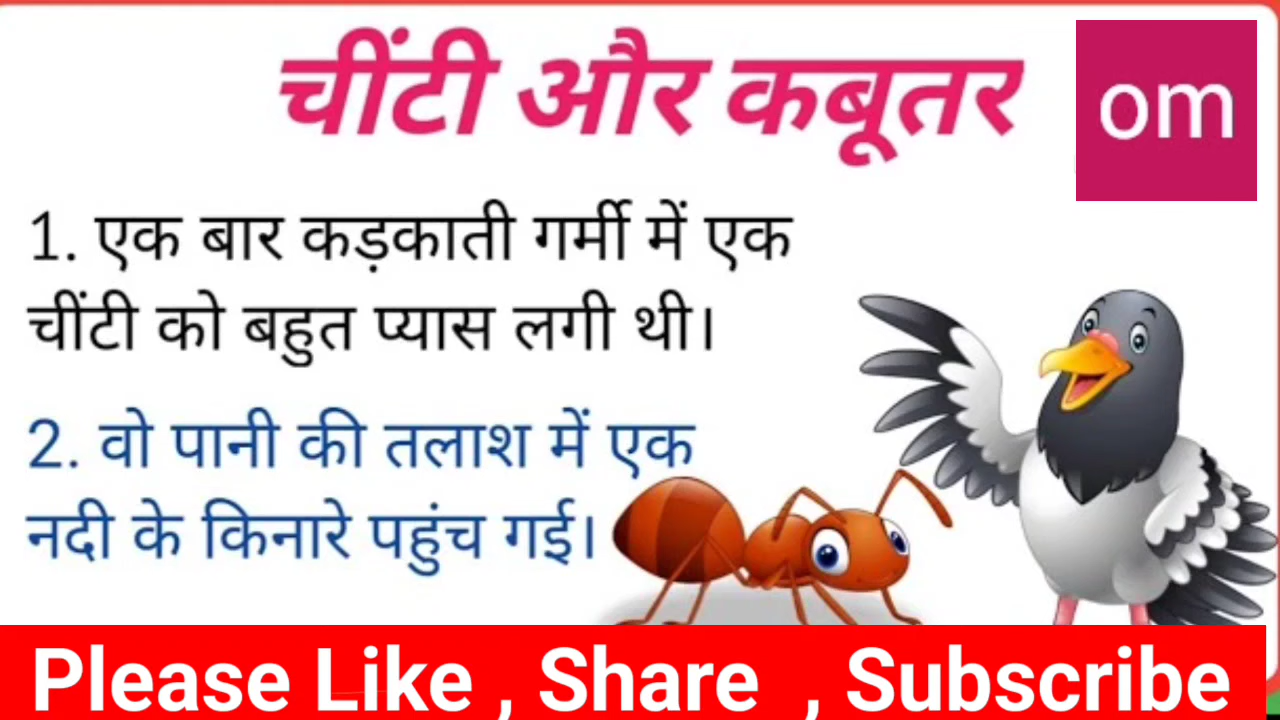 चींटी और कबूतर
om
1. एक बार कड़काती गर्मी में एक
चींटी को बहुत प्यास लगी थी।
2. वो पानी की तलाश में एक
नदी के किनारे पहुंच गई।
Please Like , Share , Subscribe